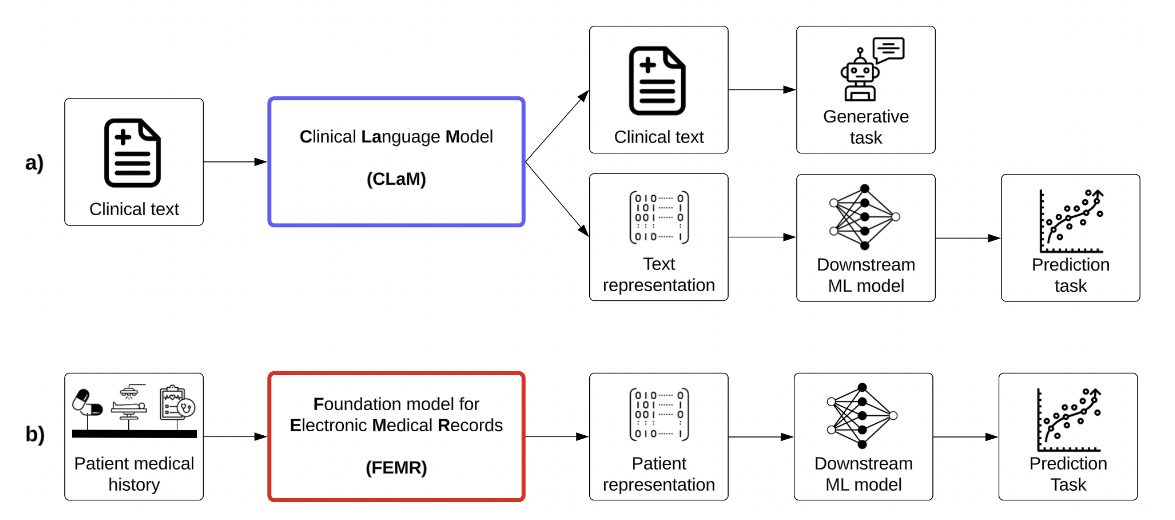 a)
Clinical text
Clinical Language Model
(CLaM)
Clinical text
Generative
task
Text
representation
Downstream
ML model
Prediction
task
b)
Patient medical
history
Foundation model for
Electronic Medical Records
(FEMR)
Patient
representation
Downstream
ML model
Prediction
Task